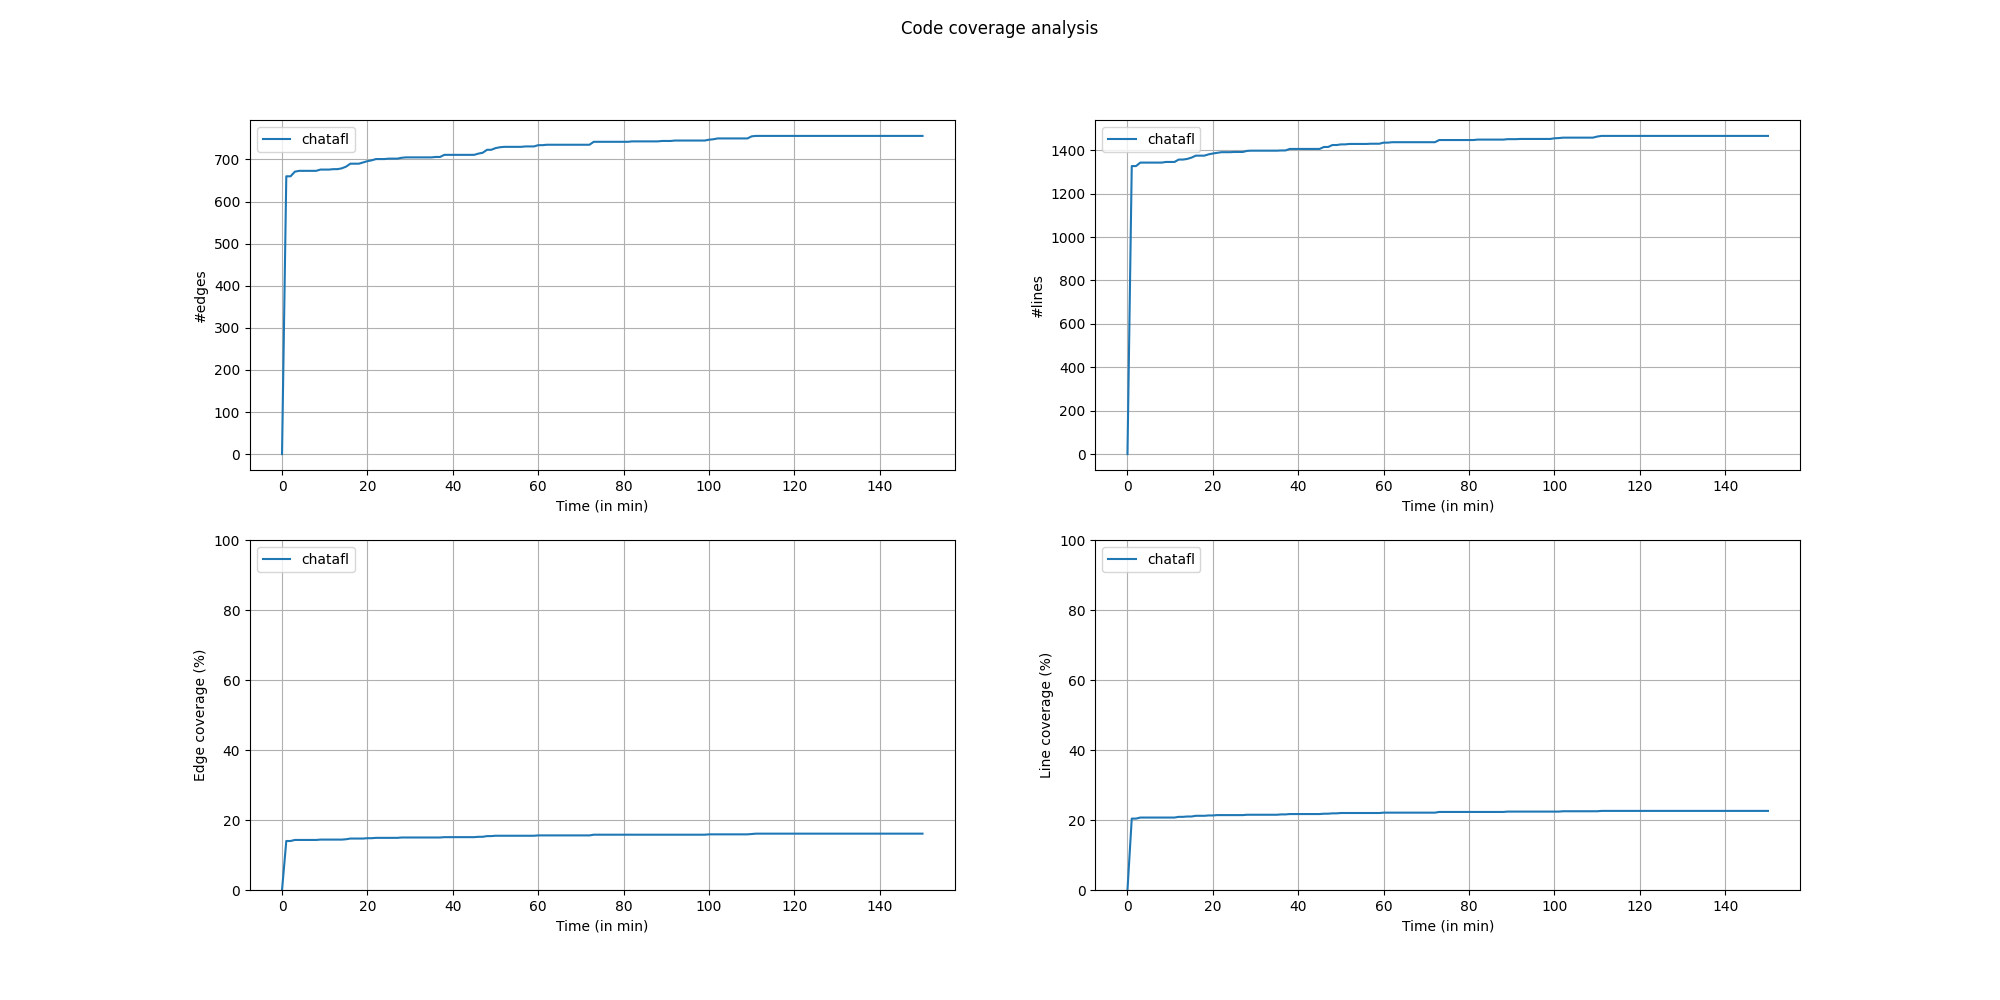 Code coverage analysis
chatafl
700
600
500
400
300
200
100
0
#edges
0 20 40 60 80 100 120 140
Time (in min)
chatafl
1400
1200
1000
800
600
400
200
0
#lines
0 20 40 60 80 100 120 140
Time (in min)
chatafl
100
80
60
40
20
0
Edge coverage (%)
0 20 40 60 80 100 120 140
Time (in min)
chatafl
100
80
60
40
20
0
Line coverage (%)
0 20 40 60 80 100 120 140
Time (in min)